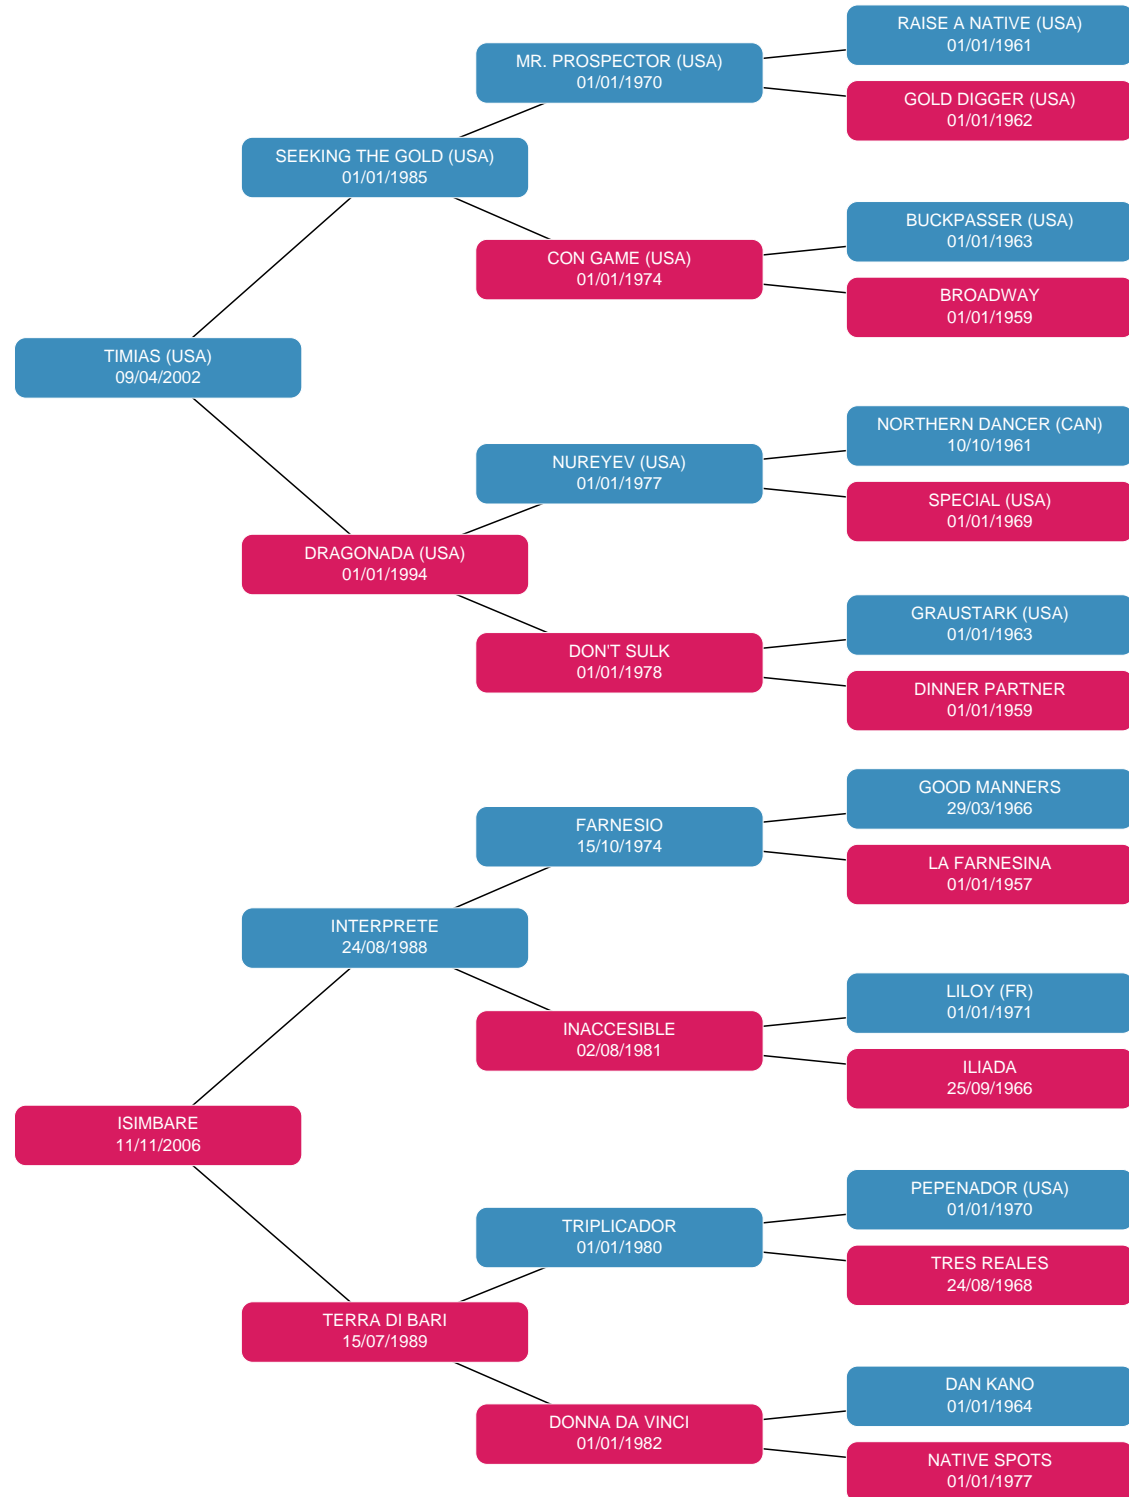 RAISE A NATIVE (USA)
01/01/1961
MR. PROSPECTOR (USA)
01/01/1970
GOLD DIGGER (USA)
01/01/1962
SEEKING THE GOLD (USA)
01/01/1985
BUCKPASSER (USA)
01/01/1963
CON GAME (USA)
01/01/1974
BROADWAY
01/01/1959
TIMIAS (USA)
09/04/2002
NORTHERN DANCER (CAN)
10/10/1961
NUREYEV (USA)
01/01/1977
SPECIAL (USA)
01/01/1969
DRAGONADA (USA)
01/01/1994
GRAUSTARK (USA)
01/01/1963
DON'T SULK
01/01/1978
DINNER PARTNER
01/01/1959
GOOD MANNERS
29/03/1966
FARNESIO
15/10/1974
LA FARNESINA
01/01/1957
INTERPRETE
24/08/1988
LILOY (FR)
01/01/1971
INACCESIBLE
02/08/1981
ILIADA
25/09/1966
ISIMBARE
11/11/2006
PEPENADOR (USA)
01/01/1970
TRIPLICADOR
01/01/1980
TRES REALES
24/08/1968
TERRA DI BARI
15/07/1989
DAN KANO
01/01/1964
DONNA DA VINCI
01/01/1982
NATIVE SPOTS
01/01/1977